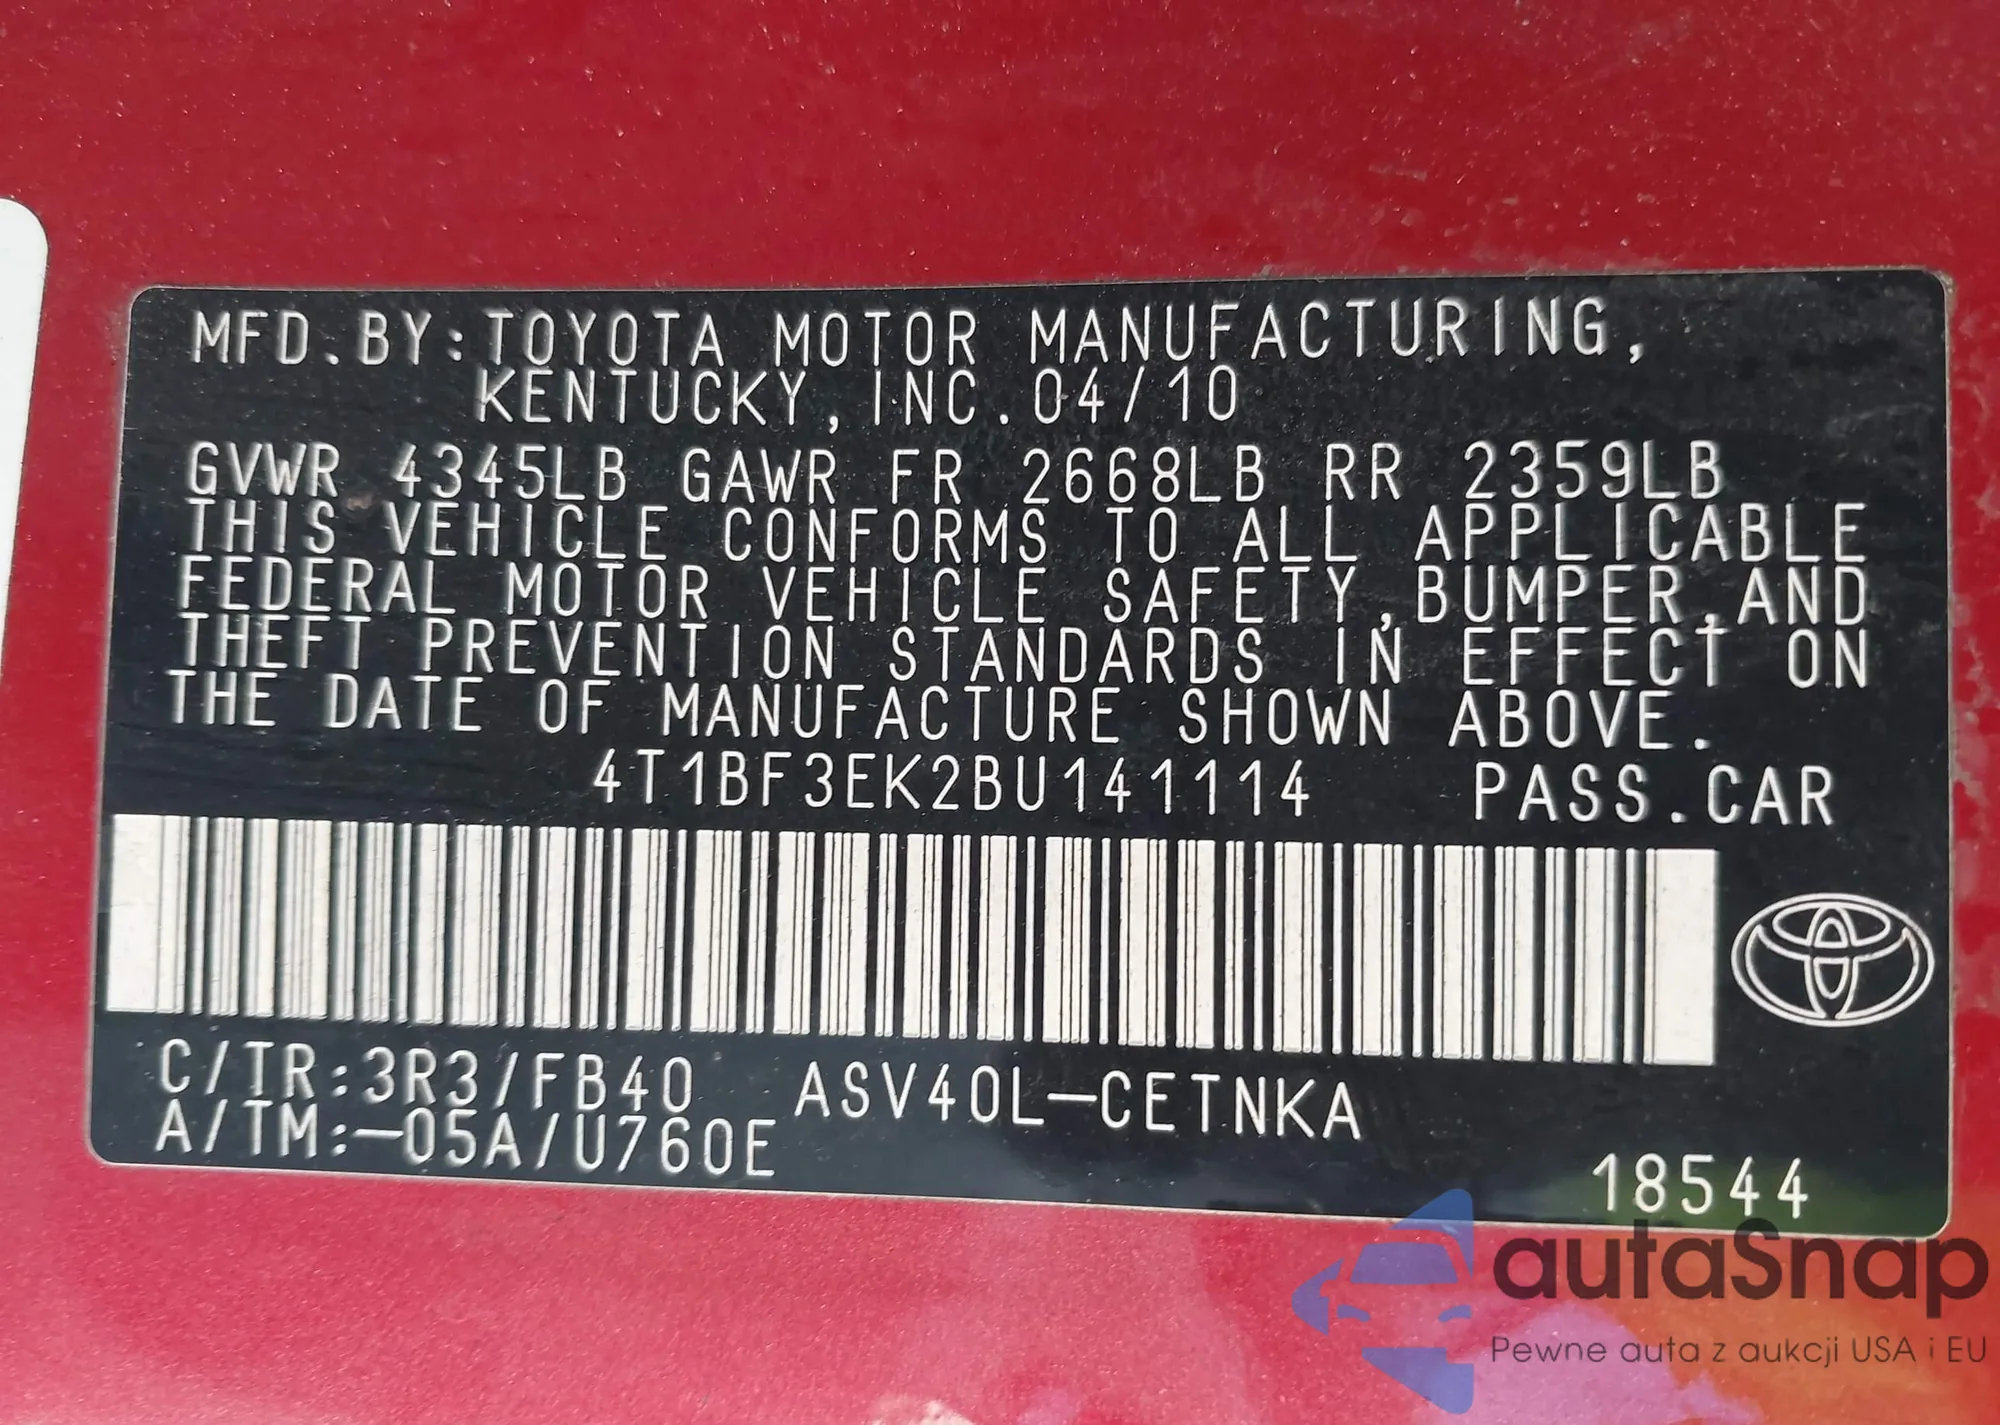 MFD.BY:TOYOTA MOTOR MANUFACTURING,
KENTUCKY, INC. 04/10
GVWR 4345LB GAWR FR 2668LB RR 2359LB
THIS VEHICLE CONFORMS TO ALL APPLICABLE
FEDERAL MOTOR VEHICLE SAFETY,BUMPER,AND
THEFT PREVENTION STANDARDS IN EFFECT ON
THE DATE OF MANUFACTURE SHOWN ABOVE.
4T1BF3EK2BU141114 PASS.CAR
C/TR:3R3/FB40 ASV40L-CETNKA
A/TM:-05A/U760E
18544
autaSnap
Pewne auta z aukcji USA i EU